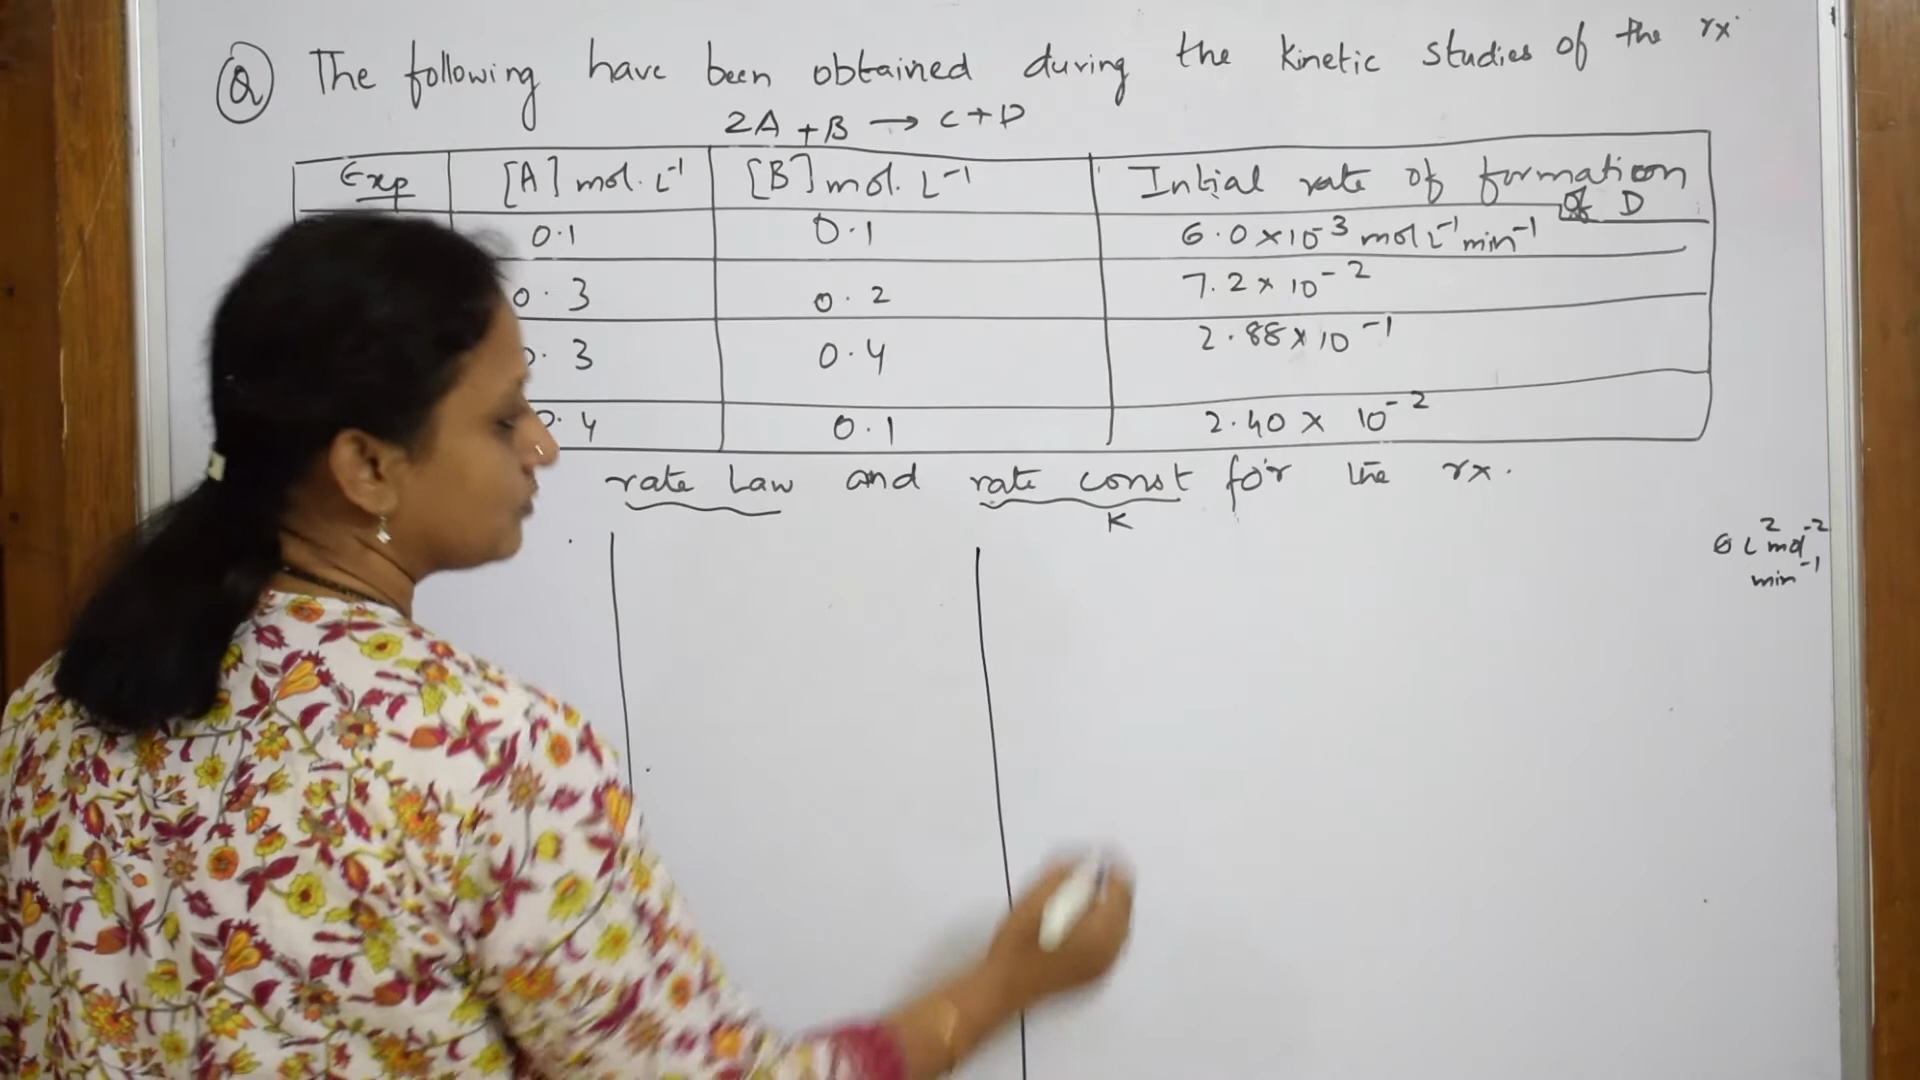 Q The following have been obtained during the kinetic studies of the rx
2A + B → C + D
Exp [A] mol. L⁻¹ [B] mol. L⁻¹ Intial rate of formation of D
0.1 0.1 6.0 × 10⁻³ mol L⁻¹ min⁻¹
0.3 0.2 7.2 × 10⁻²
0.3 0.4 2.88 × 10⁻¹
0.4 0.1 2.40 × 10⁻²
rate Law and rate const for the rx.
K
6 L² mol⁻²
min⁻¹